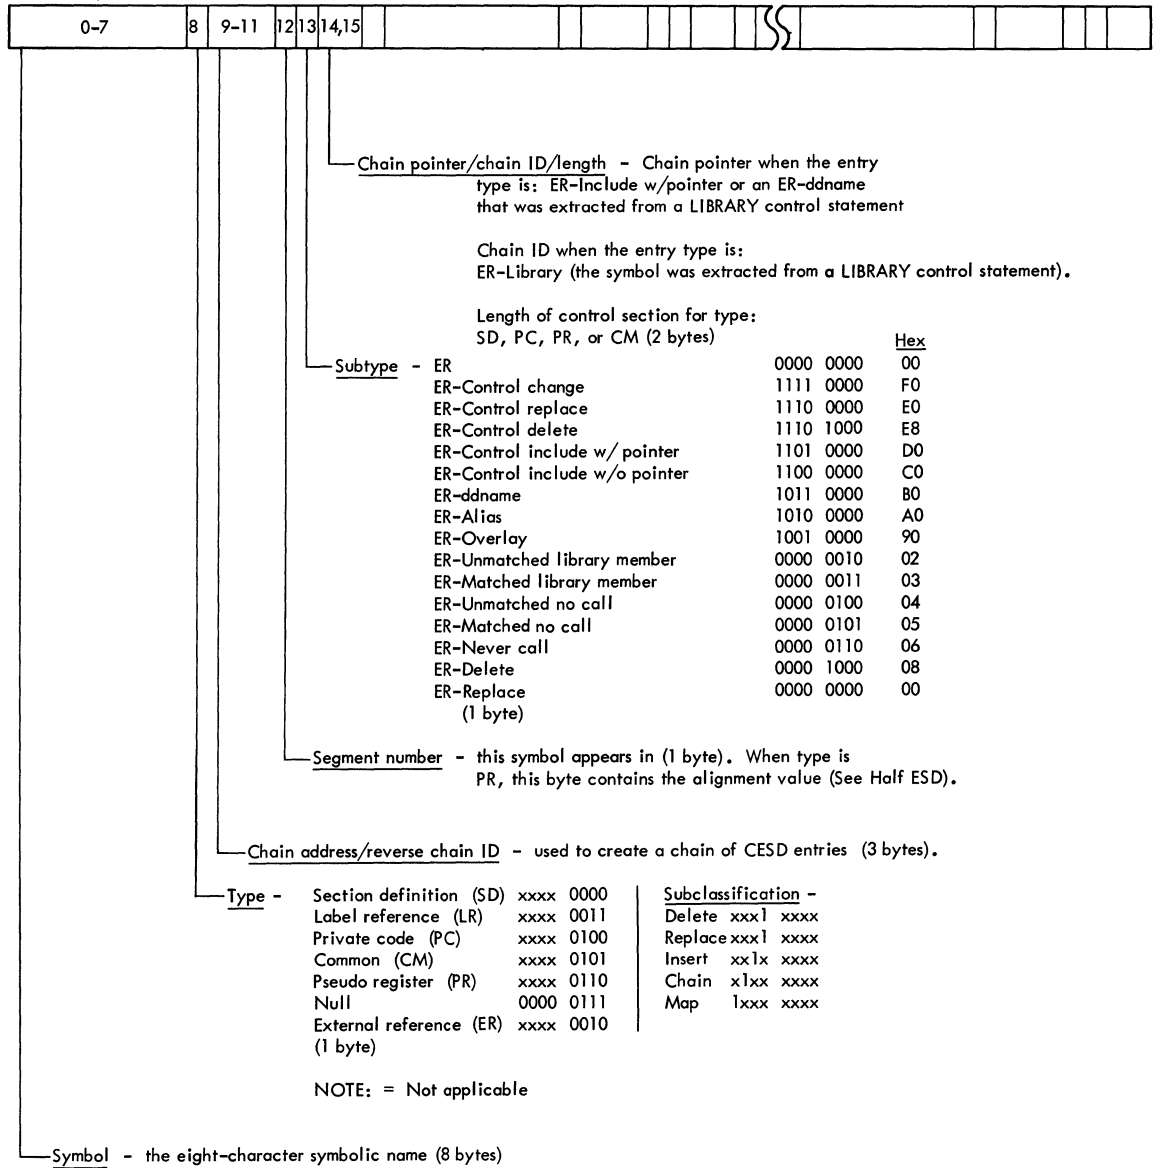 0-7 8 9-11 12 13 14,15
Chain pointer/chain ID/length - Chain pointer when the entry
type is: ER-Include w/pointer or an ER-ddname
that was extracted from a LIBRARY control statement
Chain ID when the entry type is:
ER-Library (the symbol was extracted from a LIBRARY control statement).
Length of control section for type:
SD, PC, PR, or CM (2 bytes)
Hex
Subtype - ER 0000 0000 00
ER-Control change 1111 0000 F0
ER-Control replace 1110 0000 E0
ER-Control delete 1110 1000 E8
ER-Control include w/ pointer 1101 0000 D0
ER-Control include w/o pointer 1100 0000 C0
ER-ddname 1011 0000 B0
ER-Alias 1010 0000 A0
ER-Overlay 1001 0000 90
ER-Unmatched library member 0000 0010 02
ER-Matched library member 0000 0011 03
ER-Unmatched no call 0000 0100 04
ER-Matched no call 0000 0101 05
ER-Never call 0000 0110 06
ER-Delete 0000 1000 08
ER-Replace 0000 0000 00
(1 byte)
Segment number - this symbol appears in (1 byte). When type is
PR, this byte contains the alignment value (See Half ESD).
Chain address/reverse chain ID - used to create a chain of CESD entries (3 bytes).
Type - Section definition (SD) xxxx 0000 Subclassification -
Label reference (LR) xxxx 0011 Delete xxx1 xxxx
Private code (PC) xxxx 0100 Replace xxx1 xxxx
Common (CM) xxxx 0101 Insert xx1x xxxx
Pseudo register (PR) xxxx 0110 Chain x1xx xxxx
Null 0000 0111 Map 1xxx xxxx
External reference (ER) xxxx 0010
(1 byte)
NOTE: = Not applicable
Symbol - the eight-character symbolic name (8 bytes)